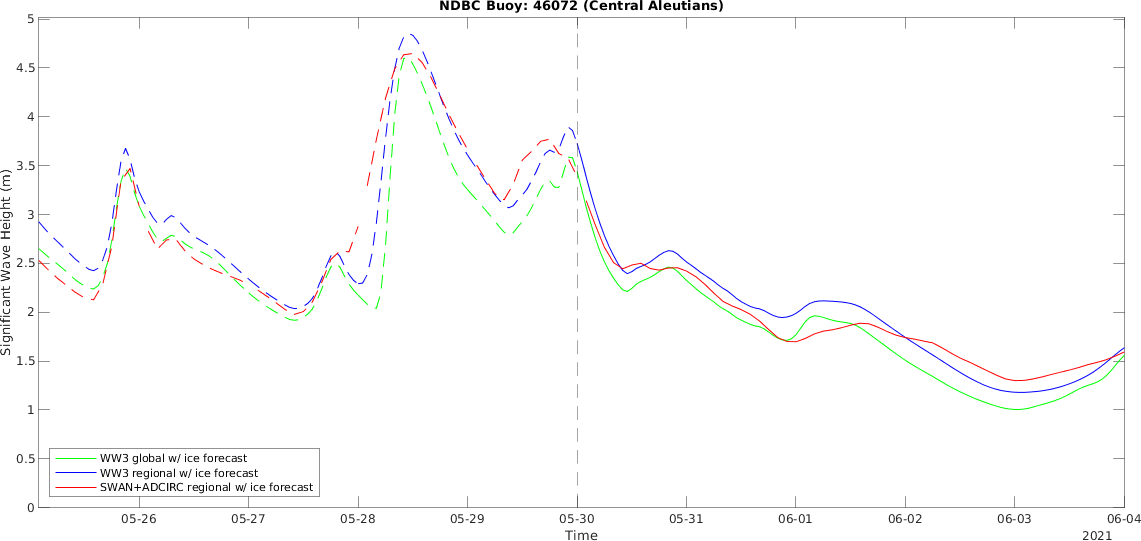 NDBC Buoy: 46072 (Central Aleutians)
5
4.5
4
3.5
3
2.5
2
1.5
1
0.5
0
Significant Wave Height (m)
WW3 global w/ ice forecast
WW3 regional w/ ice forecast
SWAN+ADCIRC regional w/ ice forecast
05-26 05-27 05-28 05-29 05-30 05-31 06-01 06-02 06-03 06-04
Time
2021